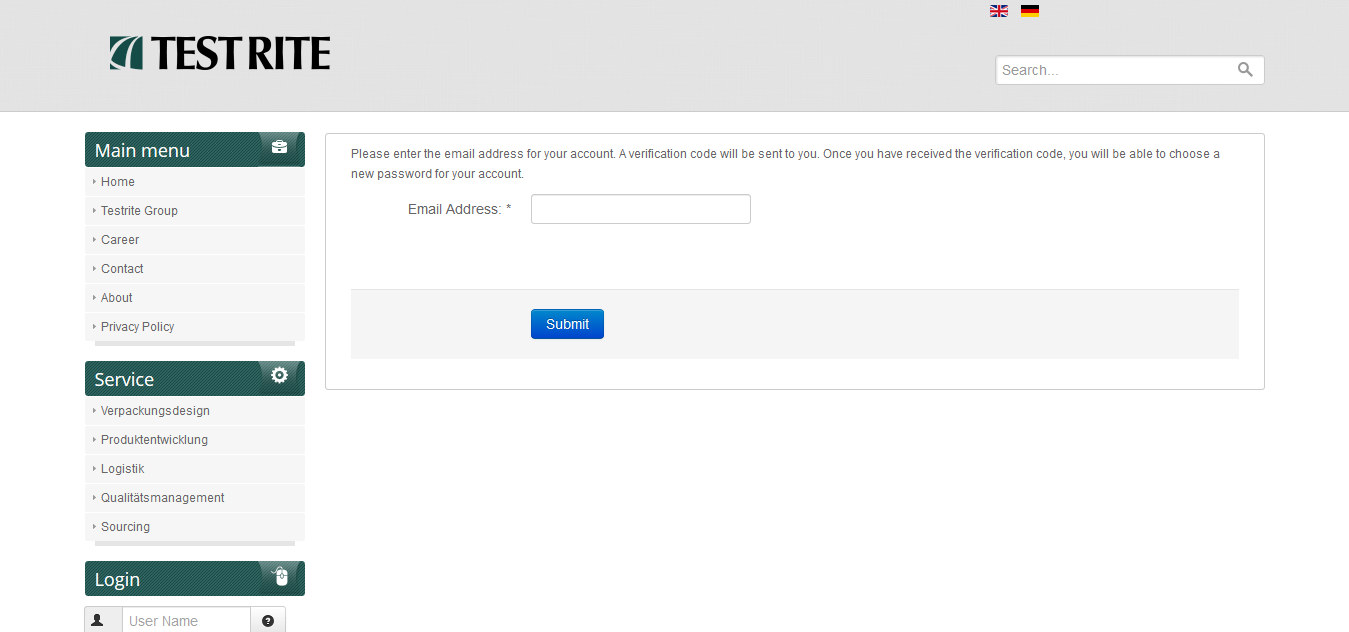 TEST RITE
Search...
Main menu
Home
Testrite Group
Career
Contact
About
Privacy Policy
Service
Verpackungsdesign
Produktentwicklung
Logistik
Qualitätsmanagement
Sourcing
Login
User Name
Please enter the email address for your account. A verification code will be sent to you. Once you have received the verification code, you will be able to choose a
new password for your account.
Email Address: *
Submit